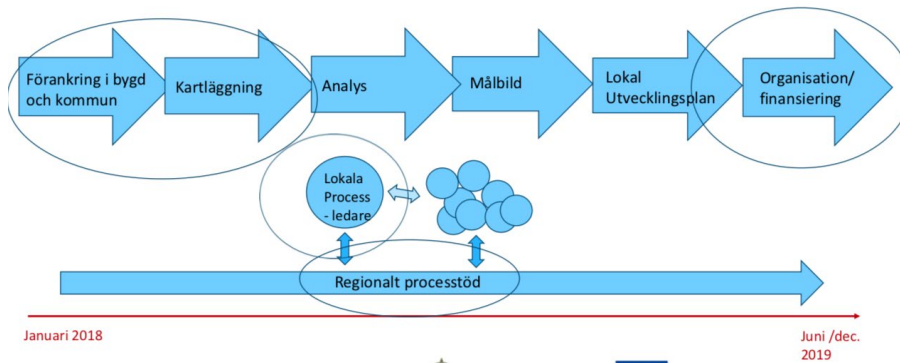 Förankring i bygd
och kommun
Kartläggning
Analys
Målbild
Lokal
Utvecklingsplan
Organisation/
finansiering
Lokala
Process
- ledare
Regionalt processtöd
Januari 2018
Juni /dec.
2019